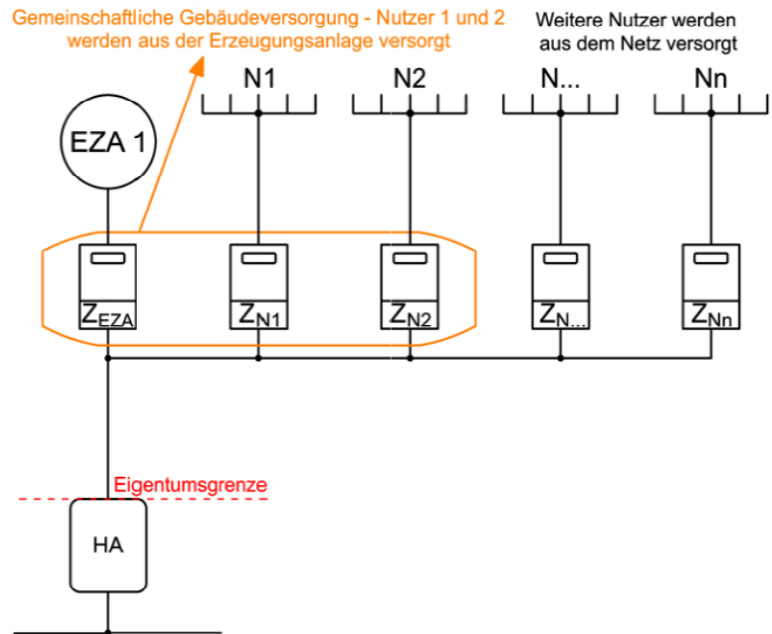 Gemeinschaftliche Gebäudeversorgung - Nutzer 1 und 2
werden aus der Erzeugungsanlage versorgt
Weitere Nutzer werden
aus dem Netz versorgt
N1
N2
N...
Nn
EZA 1
ZEZA
ZN1
ZN2
ZN...
ZNn
Eigentumsgrenze
HA